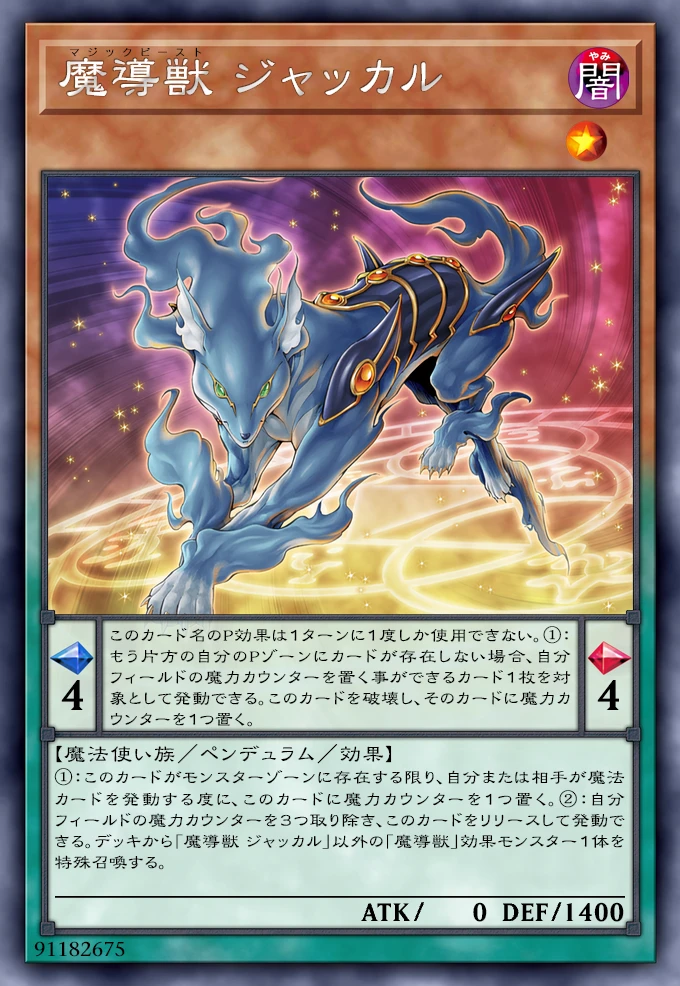 マジックビースト
魔導獣 ジャッカル
やみ
闇
このカード名のP効果は1ターンに1度しか使用できない。①:
もう片方の自分のPゾーンにカードが存在しない場合、自分
フィールドの魔力カウンターを置く事ができるカード1枚を対
象として発動できる。このカードを破壊し、そのカードに魔力カ
ウンターを1つ置く。
4
4
【魔法使い族／ペンデュラム／効果】
①:このカードがモンスターゾーンに存在する限り、自分または相手が魔法
カードを発動する度に、このカードに魔力カウンターを1つ置く。②:自分
フィールドの魔力カウンターを3つ取り除き、このカードをリリースして発動で
きる。デッキから「魔導獣 ジャッカル」以外の「魔導獣」効果モンスター1体を
特殊召喚する。
ATK/ 0 DEF/1400
91182675